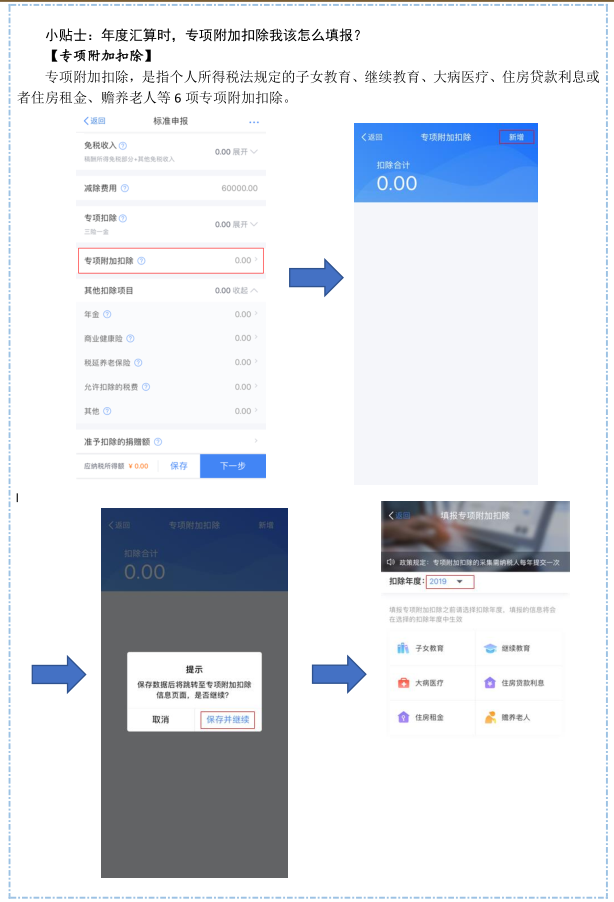 小贴士：年度汇算时，专项附加扣除我该怎么填报？
【专项附加扣除】
专项附加扣除，是指个人所得税法规定的子女教育、继续教育、大病医疗、住房贷款利息或
者住房租金、赡养老人等 6 项专项附加扣除。
返回 标准申报
免税收入
稿酬所得免税部分+其他免税收入
0.00 展开
减除费用 60000.00
专项扣除
三险一金
0.00 展开
专项附加扣除 0.00
其他扣除项目 0.00 收起
年金 0.00
商业健康险 0.00
税延养老保险 0.00
允许扣除的税费 0.00
其他 0.00
准予扣除的捐赠额
应纳税所得额 ¥ 0.00 保存 下一步
返回 专项附加扣除 新增
扣除合计
0.00
返回 专项附加扣除 新增
扣除合计
0.00
提示
保存数据后将跳转至专项附加扣除
信息页面，是否继续？
取消 保存并继续
返回 填报专项附加扣除
政策规定：专项附加扣除的采集需纳税人每年提交一次
扣除年度： 2019
填报专项附加扣除之前请选择扣除年度，填报的信息将会
在选择的扣除年度中生效
子女教育 继续教育
大病医疗 住房贷款利息
住房租金 赡养老人